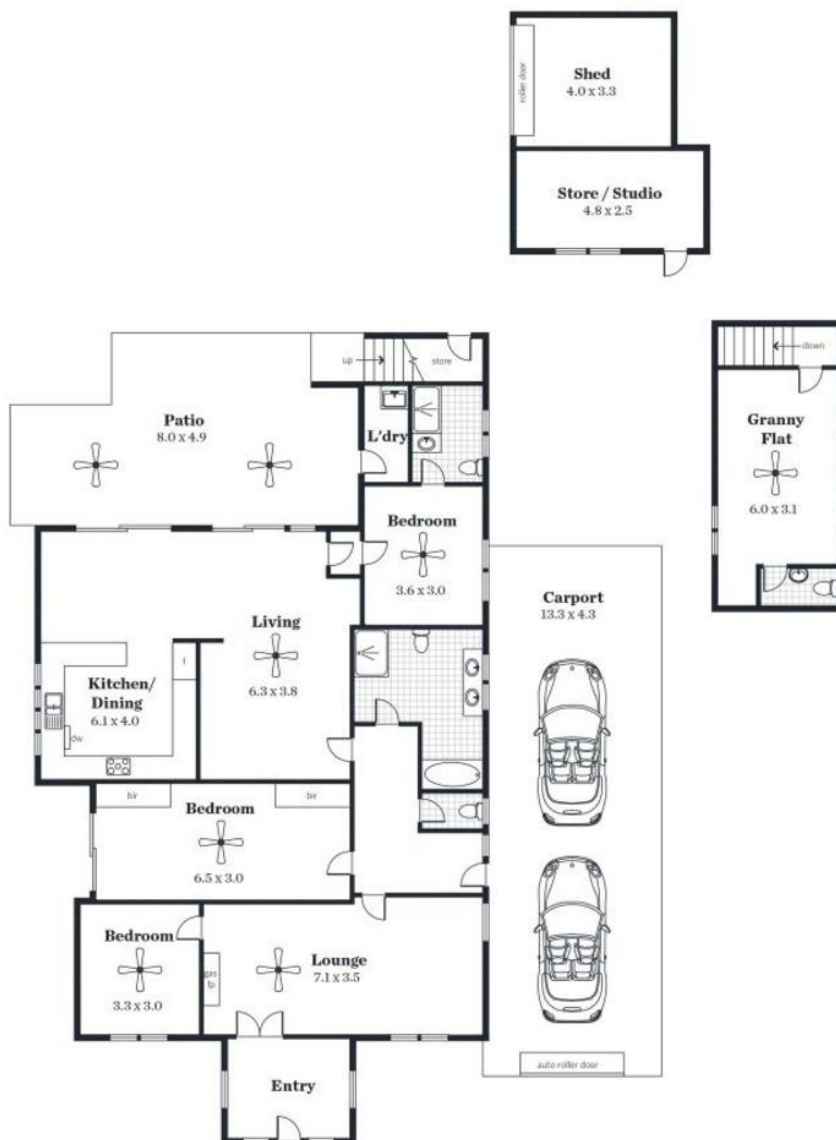 roller door
Shed
4.0 x 3.3
Store / Studio
4.8 x 2.5
up
store
down
Patio
8.0 x 4.9
L'dry
Granny
Flat
6.0 x 3.1
Bedroom
3.6 x 3.0
Carport
13.3 x 4.3
Living
6.3 x 3.8
f
Kitchen/
Dining
6.1 x 4.0
dw
bir
bir
Bedroom
6.5 x 3.0
Bedroom
3.3 x 3.0
gas
fp
Lounge
7.1 x 3.5
auto roller door
Entry